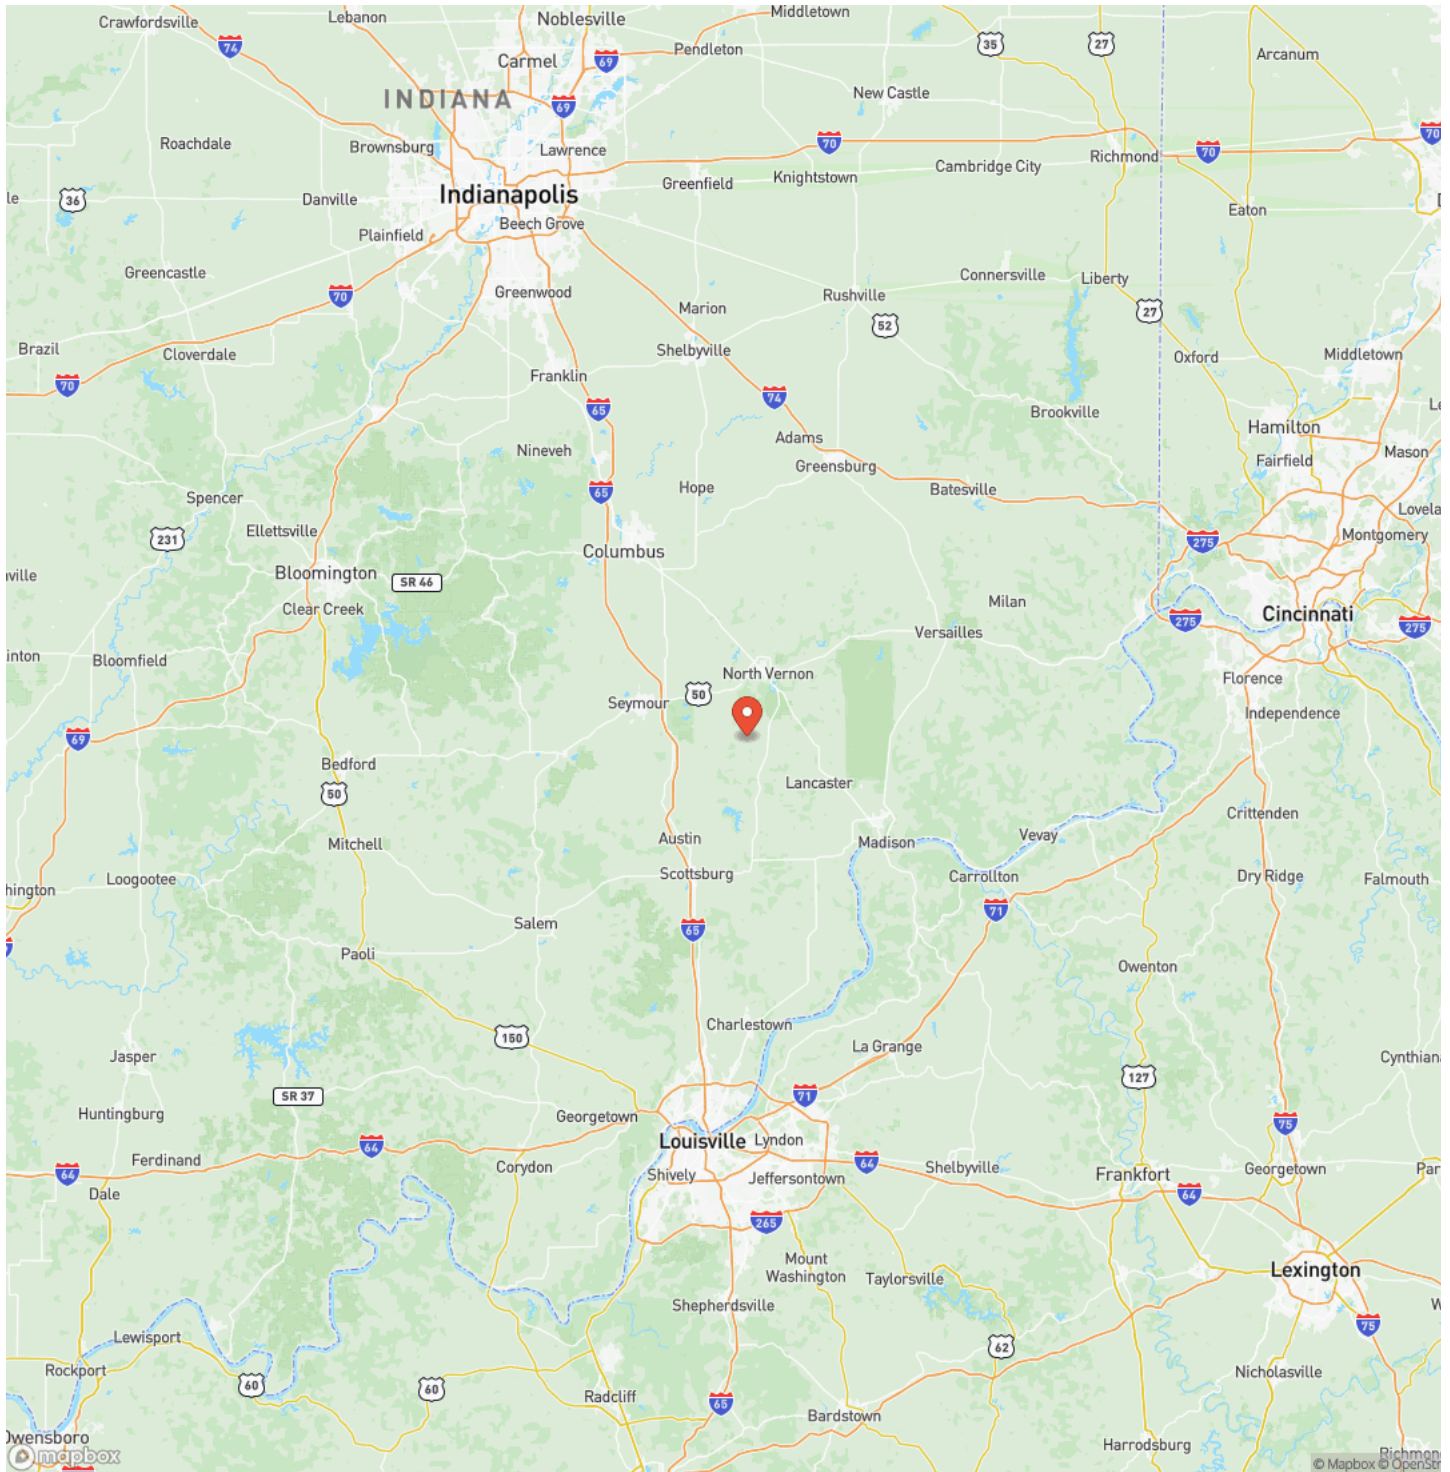 Crawfordsville
Lebanon
Noblesville
Middletown
74
Carmel
69
Pendleton
35
27
Arcanum
INDIANA
69
New Castle
Roachdale
Brownsburg
Lawrence
70
70
70
Greenfield
Knightstown
Cambridge City
Richmond
36
Danville
Indianapolis
Beech Grove
Eaton
Plainfield
Greencastle
70
Greenwood
Connersville
Liberty
Marion
Rushville
52
27
Brazil
Cloverdale
Shelbyville
Oxford
Middletown
70
Franklin
65
74
Brookville
Hamilton
Nineveh
Adams
Greensburg
Fairfield
Mason
Spencer
65
Hope
Batesville
231
Ellettsville
Columbus
275
Montgomery
Bloomington
SR 46
Clear Creek
Milan
Cincinnati
275
275
Versailles
Bloomfield
North Vernon
Florence
Seymour
50
Independence
69
Bedford
50
Lancaster
Crittenden
Mitchell
Austin
Madison
Vevay
Loogootee
Scottsburg
Carrollton
Dry Ridge
Falmouth
71
Salem
65
Paoli
Owenton
Charlestown
150
La Grange
Jasper
Cynthiana
127
SR 37
71
Huntingburg
Georgetown
75
Louisville
Lyndon
64
Ferdinand
64
Corydon
Shively
Jeffersontown
64
Shelbyville
Frankfort
Georgetown
64
Dale
265
Mount
Washington
Taylorsville
Lexington
Shepherdsville
75
Lewisport
62
Rockport
60
60
Radcliff
65
Nicholasville
Bardstown
Owensboro
Harrodsburg
mapbox
© Mapbox © OpenStr